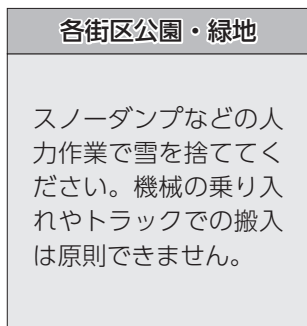 各街区公園・緑地
スノーダンプなどの人
力作業で雪を捨ててく
ださい。機械の乗り入
れやトラックでの搬入
は原則できません。